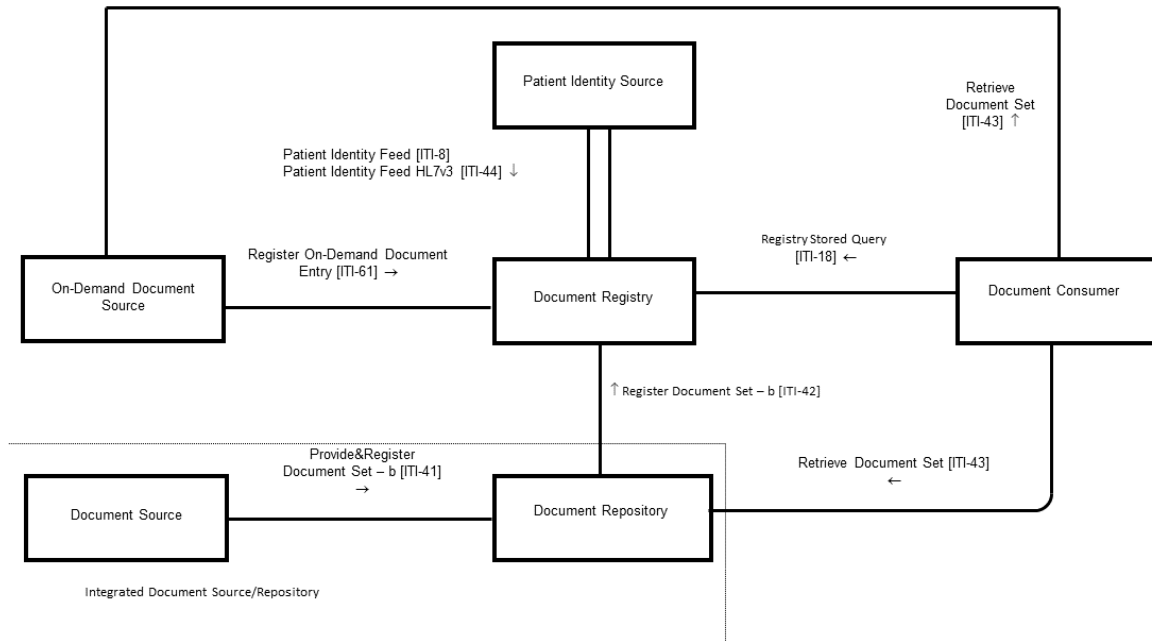 Patient Identity Source
Retrieve
Document Set
[ITI-43] ↑
Patient Identity Feed [ITI-8]
Patient Identity Feed HL7v3 [ITI-44] ↓
Register On-Demand Document
Entry [ITI-61] →
Registry Stored Query
[ITI-18] ←
On-Demand Document
Source
Document Registry
Document Consumer
↑ Register Document Set – b [ITI-42]
Provide&Register
Document Set – b [ITI-41]
→
Retrieve Document Set [ITI-43]
←
Document Source
Document Repository
Integrated Document Source/Repository